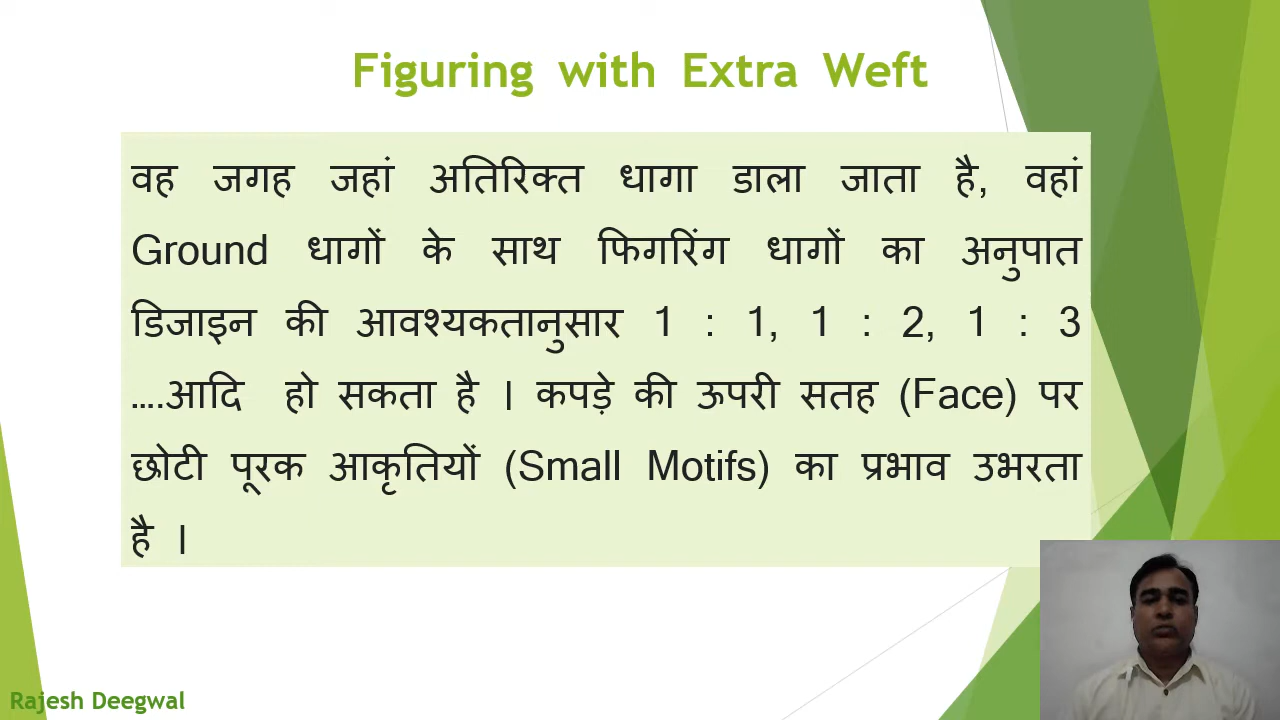 Figuring with Extra Weft
वह जगह जहां अतिरिक्त धागा डाला जाता है, वहां
Ground धागों के साथ फिगरिंग धागों का अनुपात
डिजाइन की आवश्यकतानुसार 1 : 1, 1 : 2, 1 : 3
....आदि हो सकता है । कपड़े की ऊपरी सतह (Face) पर
छोटी पूरक आकृतियों (Small Motifs) का प्रभाव उभरता
है ।
Rajesh Deegwal